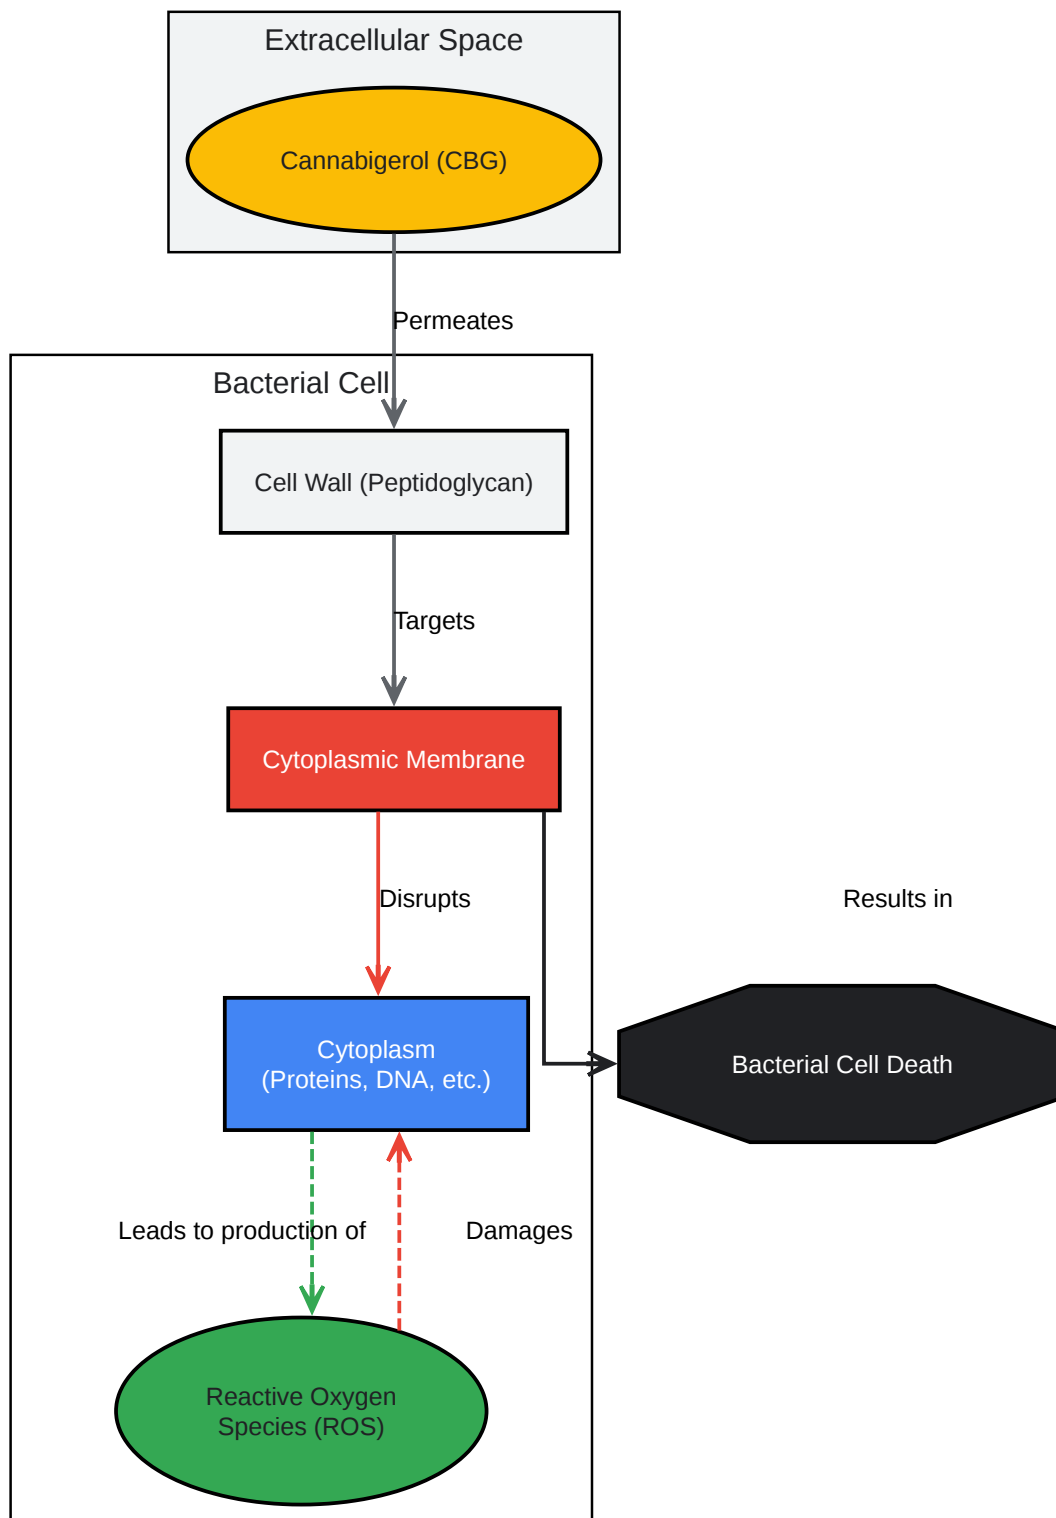 Extracellular Space
Cannabigerol (CBG)
Permeates
Bacterial Cell
Cell Wall (Peptidoglycan)
Targets
Cytoplasmic Membrane
Disrupts
Results in
Cytoplasm
(Proteins, DNA, etc.)
Bacterial Cell Death
Leads to production of
Damages
Reactive Oxygen
Species (ROS)